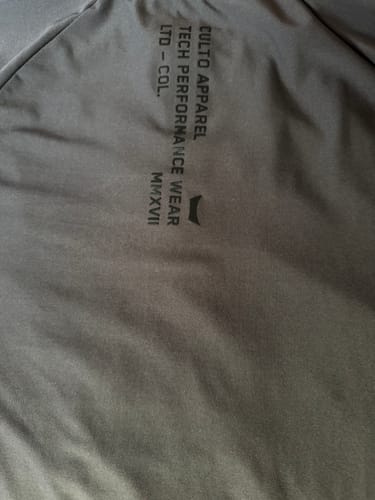 CULTO APPAREL
TECH PERFORMANCE WEAR
LTD - COL.
MMXVII